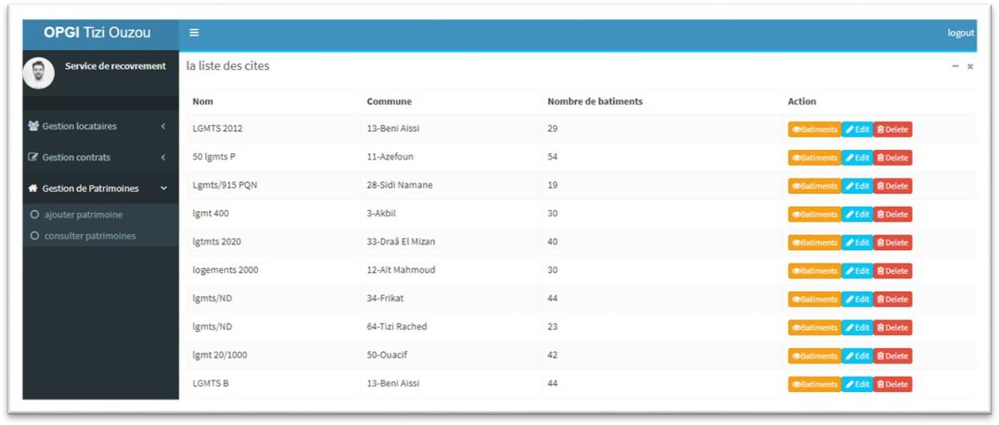 OPGI Tizi Ouzou
logout
Service de recovrement
Gestion locataires
Gestion contrats
Gestion de Patrimoines
ajouter patrimoine
consulter patrimoines
la liste des cites
Nom Commune Nombre de batiments Action
LGMTS 2012 13-Beni Aissi 29 Batiments Edit Delete
50 lgmts P 11-Azefoun 54 Batiments Edit Delete
Lgmts/915 PQN 28-Sidi Namane 19 Batiments Edit Delete
lgmt 400 3-Akbil 30 Batiments Edit Delete
lgtmts 2020 33-Draâ El Mizan 40 Batiments Edit Delete
logements 2000 12-Aït Mahmoud 30 Batiments Edit Delete
lgmts/ND 34-Frikat 44 Batiments Edit Delete
lgmts/ND 64-Tizi Rached 23 Batiments Edit Delete
lgmt 20/1000 50-Ouacif 42 Batiments Edit Delete
LGMTS B 13-Beni Aissi 44 Batiments Edit Delete